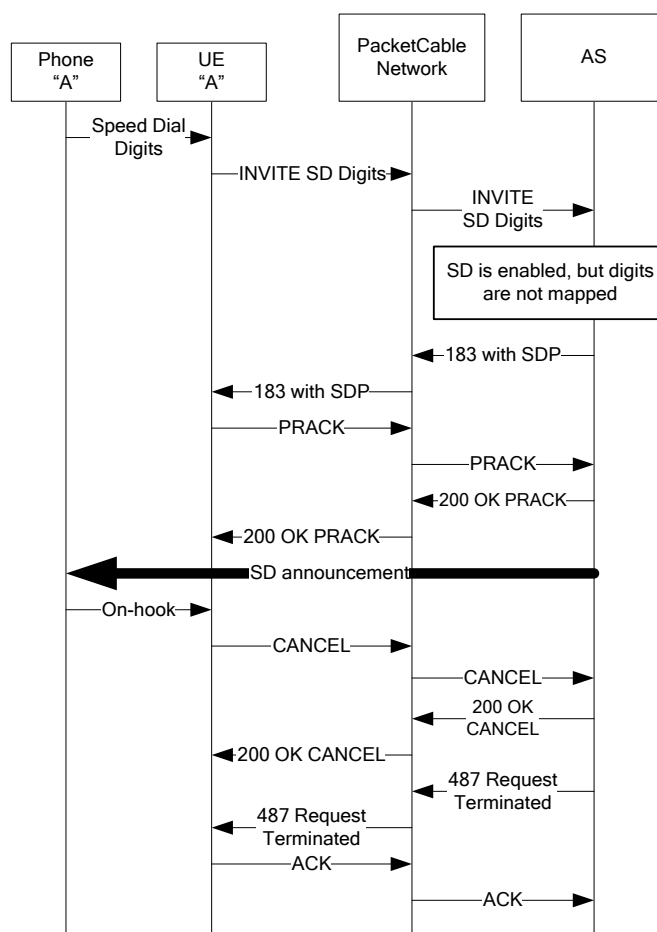 Phone
“A”
UE
“A”
PacketCable
Network
AS
Speed Dial
Digits
INVITE SD Digits
INVITE
SD Digits
SD is enabled, but digits
are not mapped
183 with SDP
183 with SDP
PRACK
PRACK
200 OK PRACK
200 OK PRACK
SD announcement
On-hook
CANCEL
CANCEL
200 OK
CANCEL
200 OK CANCEL
487 Request
Terminated
487 Request
Terminated
ACK
ACK